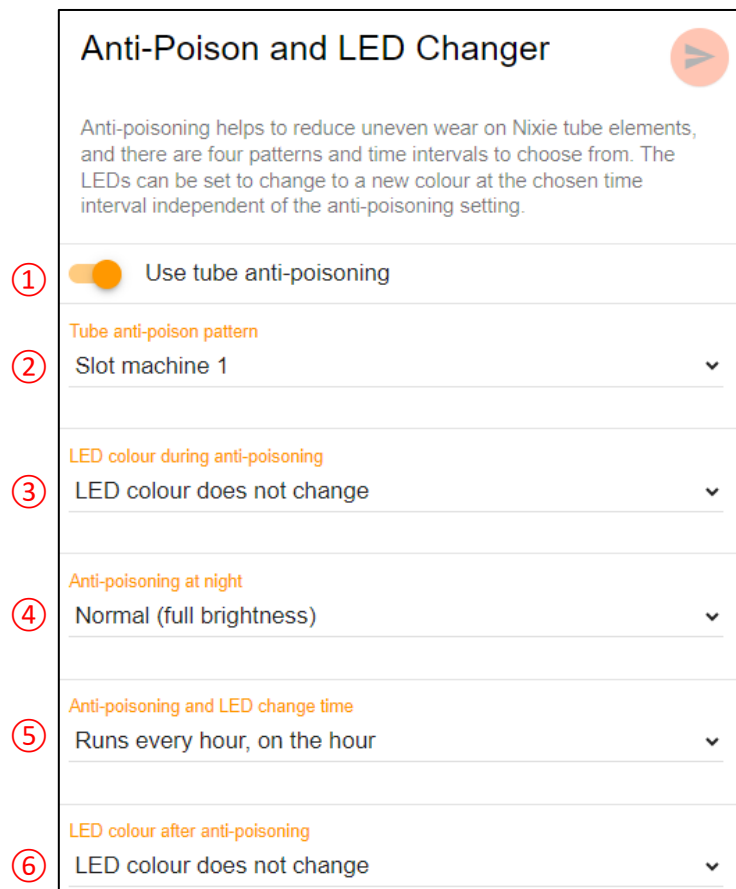 Anti-Poison and LED Changer
Anti-poisoning helps to reduce uneven wear on Nixie tube elements,
and there are four patterns and time intervals to choose from. The
LEDs can be set to change to a new colour at the chosen time
interval independent of the anti-poisoning setting.
① Use tube anti-poisoning
Tube anti-poison pattern
② Slot machine 1
LED colour during anti-poisoning
③ LED colour does not change
Anti-poisoning at night
④ Normal (full brightness)
Anti-poisoning and LED change time
⑤ Runs every hour, on the hour
LED colour after anti-poisoning
⑥ LED colour does not change